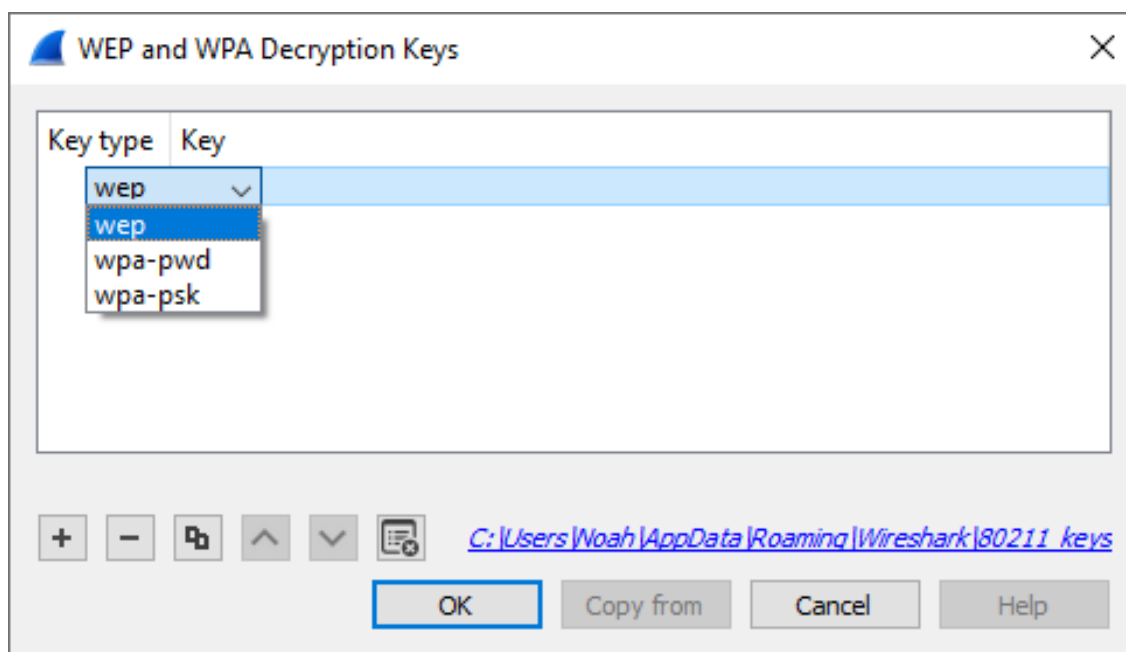 WEP and WPA Decryption Keys
Key type Key
wep
wep
wpa-pwd
wpa-psk
C:\Users\Noah\AppData\Roaming\Wireshark\80211_keys
OK Copy from Cancel Help